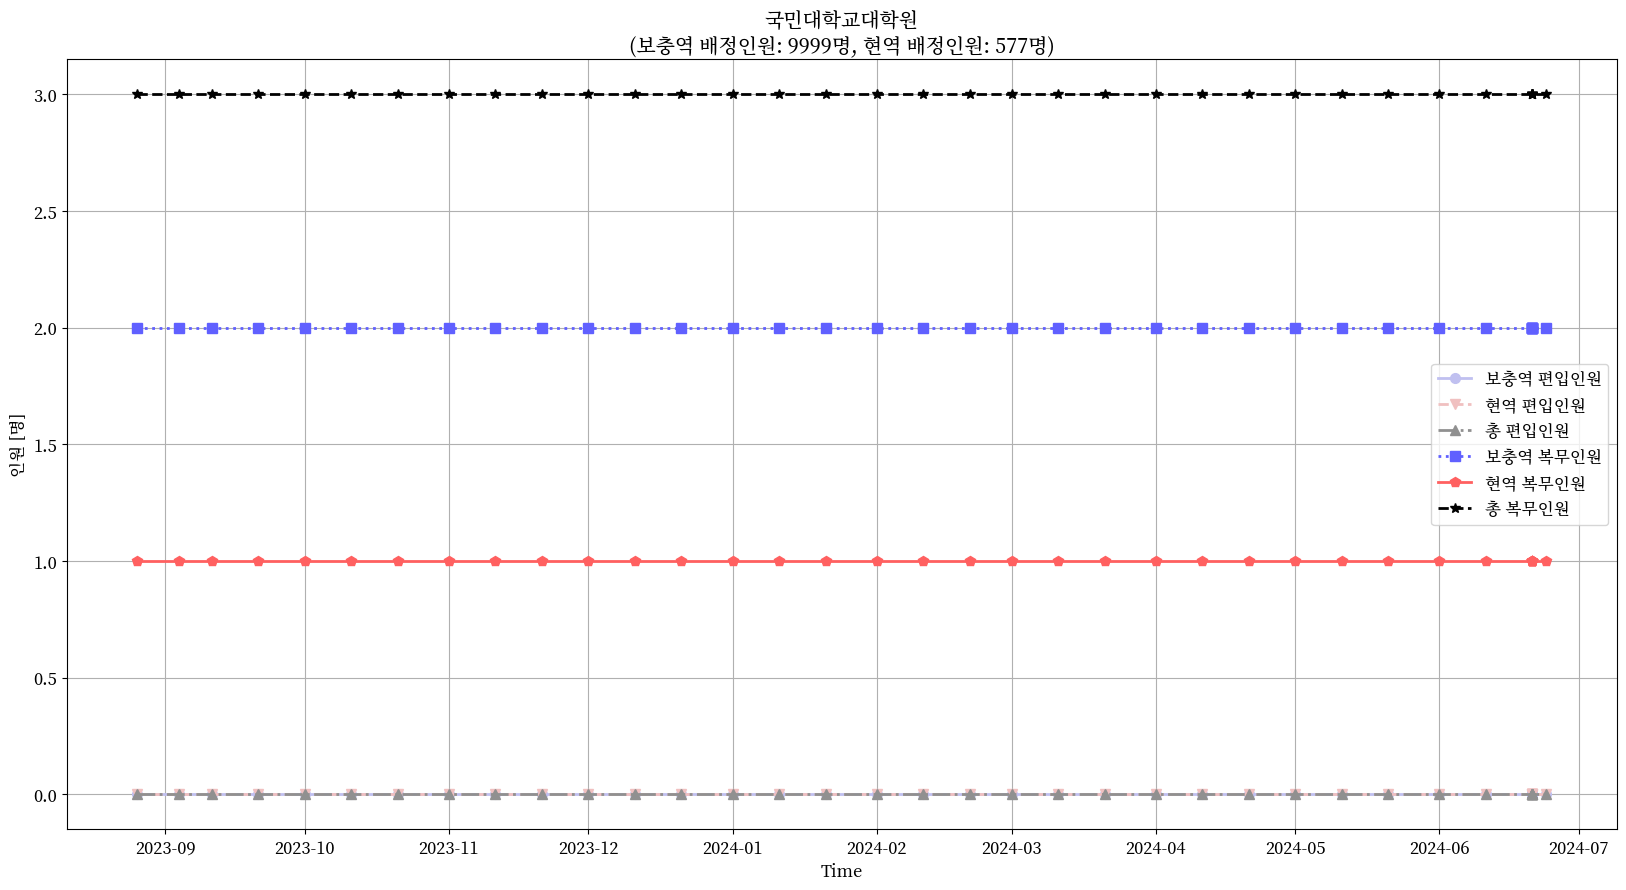 국민대학교대학원
(보충역 배정인원: 9999명, 현역 배정인원: 577명)
3.0
2.5
2.0
1.5
1.0
0.5
0.0
인원 [명]
보충역 편입인원
현역 편입인원
총 편입인원
보충역 복무인원
현역 복무인원
총 복무인원
2023-09 2023-10 2023-11 2023-12 2024-01 2024-02 2024-03 2024-04 2024-05 2024-06 2024-07
Time